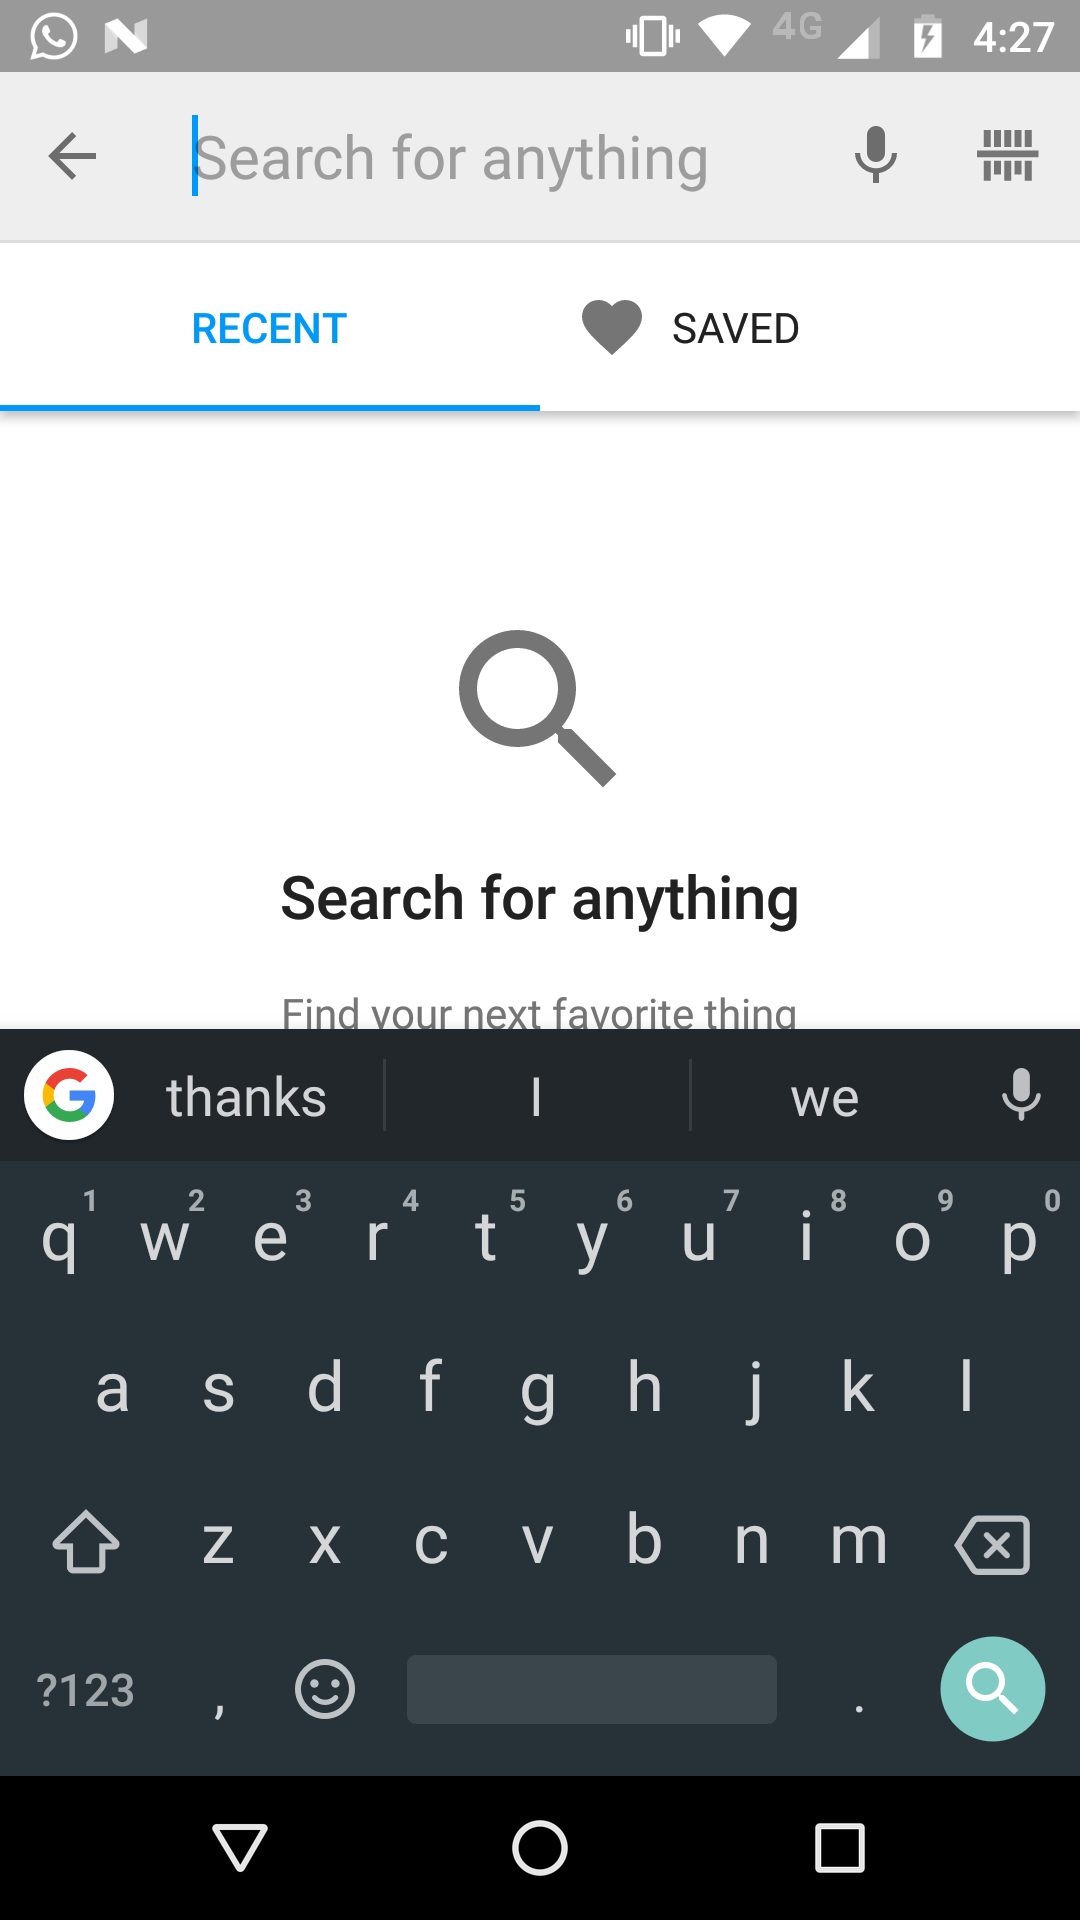 4G 4:27
Search for anything
RECENT SAVED
Search for anything
Find your next favorite thing
thanks I we
1 2 3 4 5 6 7 8 9 0
q w e r t y u i o p
a s d f g h j k l
z x c v b n m
?123 , .